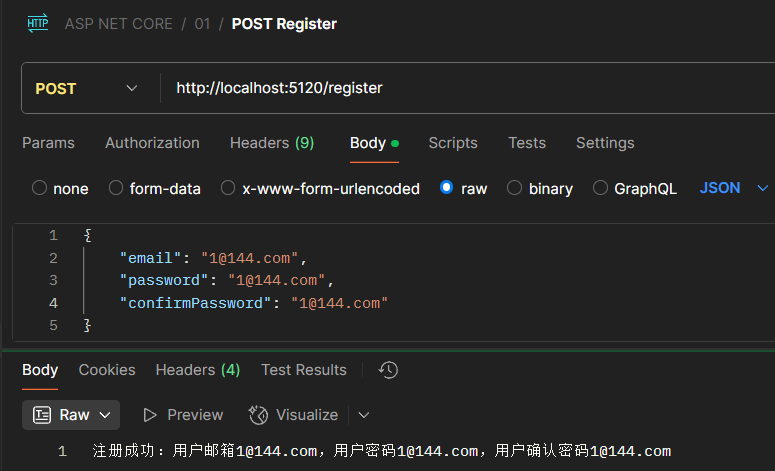 HTTP ASP NET CORE / 01 / POST Register
POST http://localhost:5120/register
Params Authorization Headers (9) Body Scripts Tests Settings
none form-data x-www-form-urlencoded raw binary GraphQL JSON
1 {
2 "email": "1@144.com",
3 "password": "1@144.com",
4 "confirmPassword": "1@144.com"
5 }
Body Cookies Headers (4) Test Results
Raw Preview Visualize
1 注册成功：用户邮箱1@144.com，用户密码1@144.com，用户确认密码1@144.com